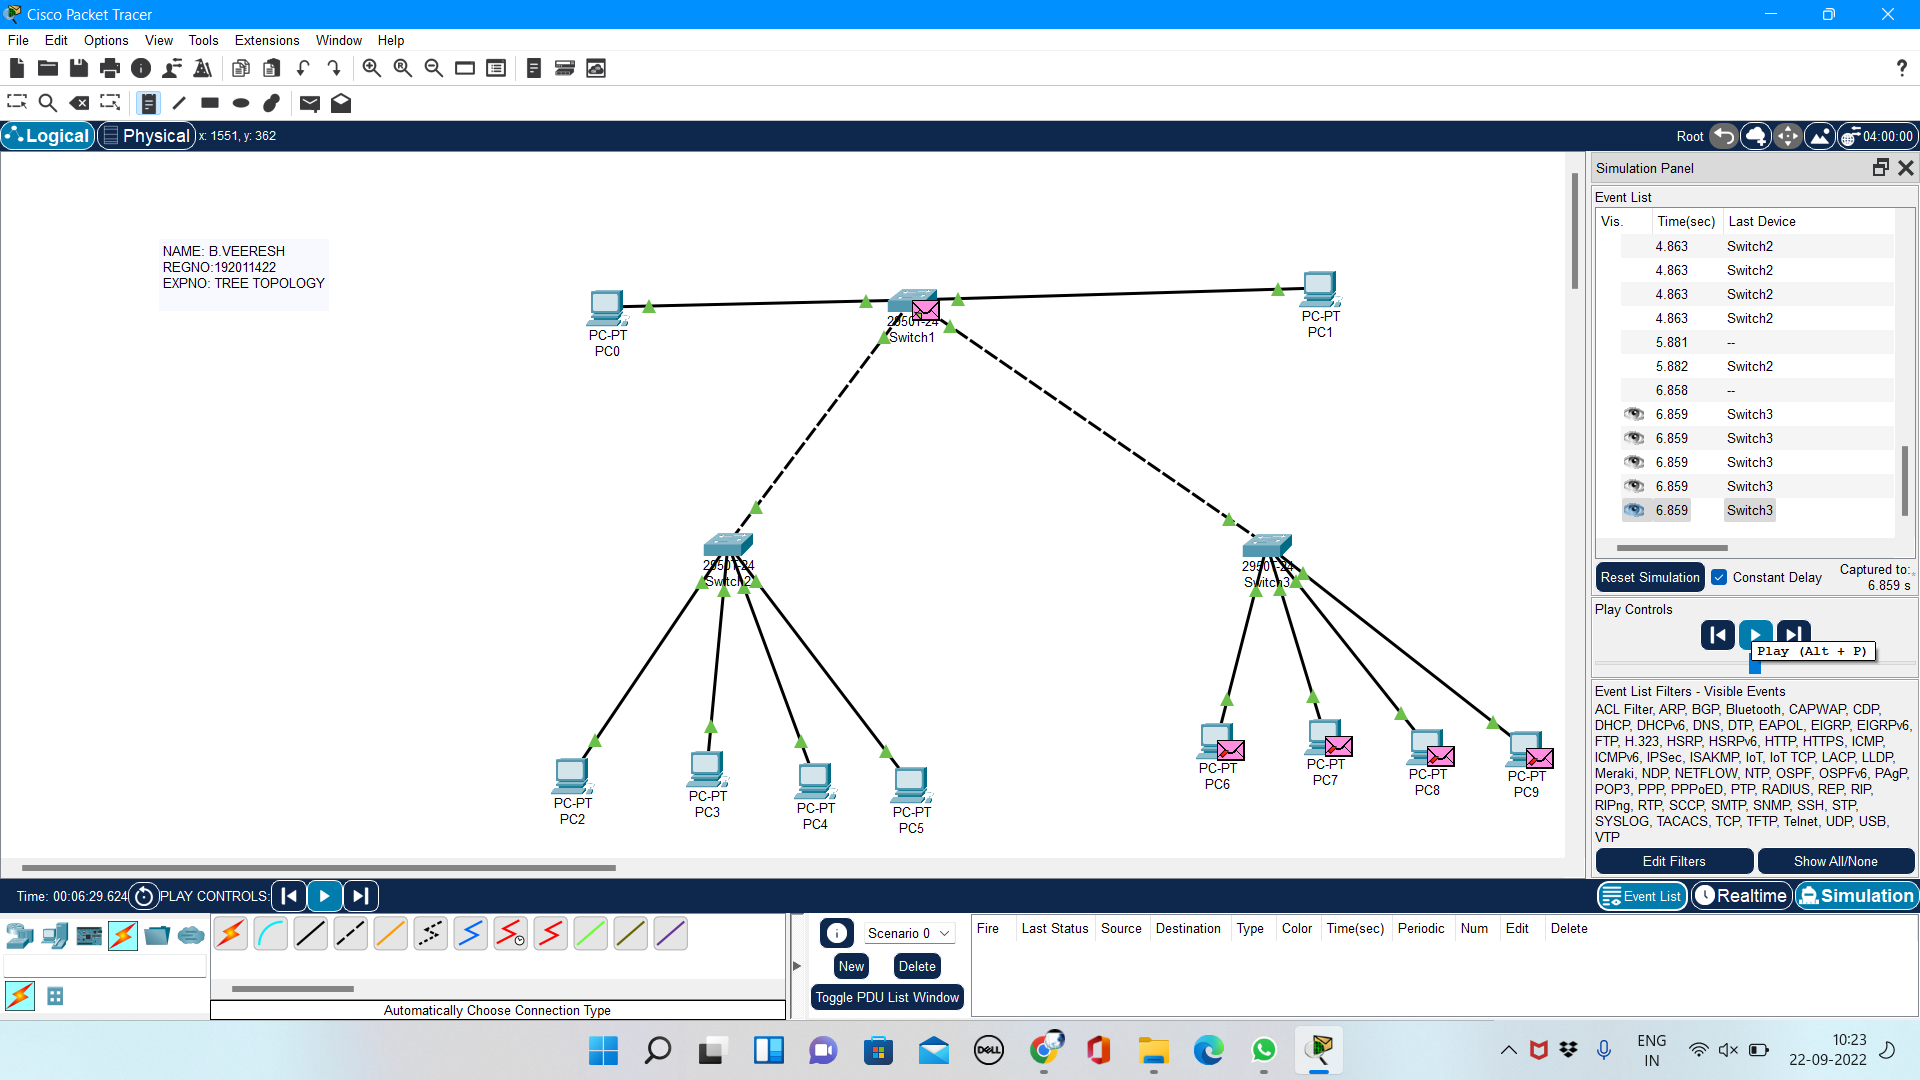 Cisco Packet Tracer
File Edit Options View Tools Extensions Window Help
?
Logical Physical x: 1551, y: 362 Root 04:00:00
NAME: B.VEERESH
REGNO:192011422
EXPNO: TREE TOPOLOGY
PC-PT
PC0
2950T-24
Switch1
PC-PT
PC1
2950T-24
Switch2
2950T-24
Switch3
PC-PT
PC2
PC-PT
PC3
PC-PT
PC4
PC-PT
PC5
PC-PT
PC6
PC-PT
PC7
PC-PT
PC8
PC-PT
PC9
Simulation Panel
Event List
Vis. Time(sec) Last Device
4.863 Switch2
4.863 Switch2
4.863 Switch2
4.863 Switch2
5.881 --
5.882 Switch2
6.858 --
6.859 Switch3
6.859 Switch3
6.859 Switch3
6.859 Switch3
6.859 Switch3
Reset Simulation Constant Delay Captured to:
6.859 s
Play Controls
Play (Alt + P)
Event List Filters - Visible Events
ACL Filter, ARP, BGP, Bluetooth, CAPWAP, CDP,
DHCP, DHCPv6, DNS, DTP, EAPOL, EIGRP, EIGRPv6,
FTP, H.323, HSRP, HSRPv6, HTTP, HTTPS, ICMP,
ICMPv6, IPSec, ISAKMP, IoT, IoT TCP, LACP, LLDP,
Meraki, NDP, NETFLOW, NTP, OSPF, OSPFv6, PAgP,
POP3, PPP, PPPoED, PTP, RADIUS, REP, RIP,
RIPng, RTP, SCCP, SMTP, SNMP, SSH, STP,
SYSLOG, TACACS, TCP, TFTP, Telnet, UDP, USB,
VTP
Edit Filters Show All/None
Time: 00:06:29.624 PLAY CONTROLS: Event List Realtime Simulation
Scenario 0
New Delete
Toggle PDU List Window
Fire Last Status Source Destination Type Color Time(sec) Periodic Num Edit Delete
Automatically Choose Connection Type
DELL
ENG
IN
10:23
22-09-2022